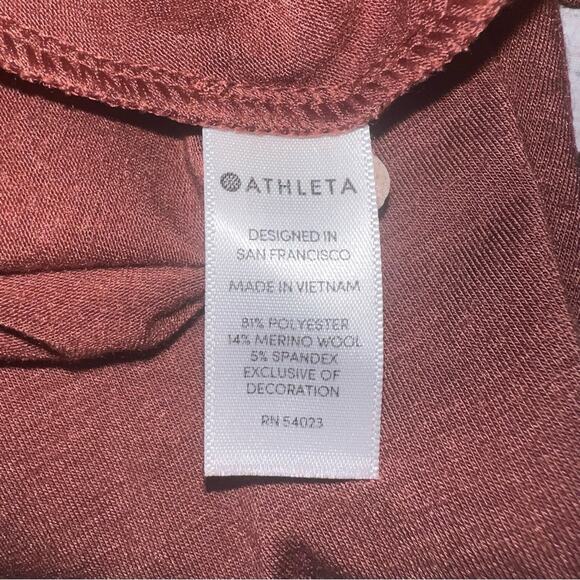 ATHLETA
DESIGNED IN
SAN FRANCISCO
MADE IN VIETNAM
81% POLYESTER
14% MERINO WOOL
5% SPANDEX
EXCLUSIVE OF
DECORATION
RN 54023